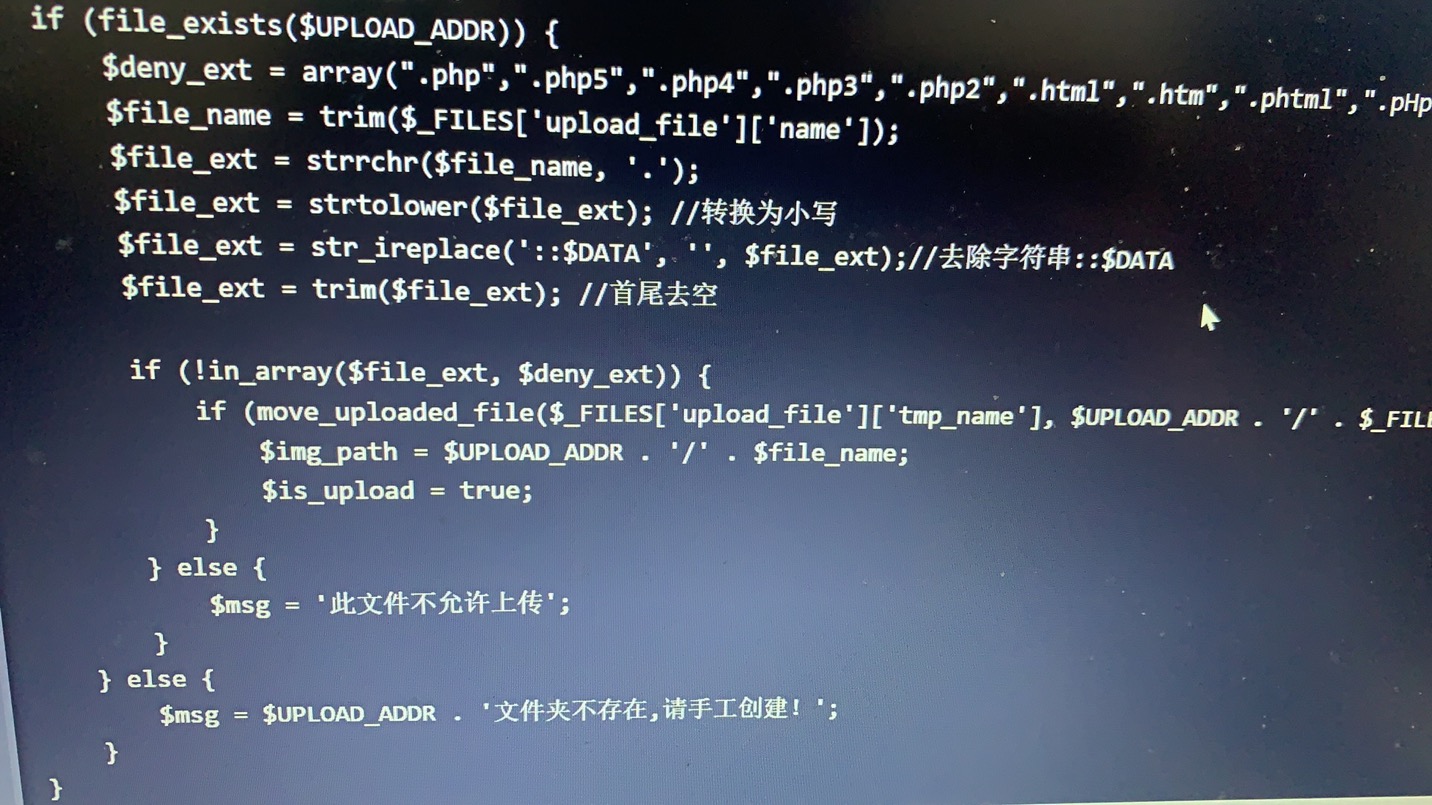 if (file_exists($UPLOAD_ADDR)) {
$deny_ext = array(".php",".php5",".php4",".php3",".php2",".html",".htm",".phtml",".pHp
$file_name = trim($_FILES['upload_file']['name']);
$file_ext = strrchr($file_name, '.');
$file_ext = strtolower($file_ext); //转换为小写
$file_ext = str_ireplace('::$DATA', '', $file_ext);//去除字符串::$DATA
$file_ext = trim($file_ext); //首尾去空
if (!in_array($file_ext, $deny_ext)) {
if (move_uploaded_file($_FILES['upload_file']['tmp_name'], $UPLOAD_ADDR . '/' . $_FILE
$img_path = $UPLOAD_ADDR . '/' . $file_name;
$is_upload = true;
}
} else {
$msg = '此文件不允许上传';
}
} else {
$msg = $UPLOAD_ADDR . '文件夹不存在,请手工创建！';
}
}